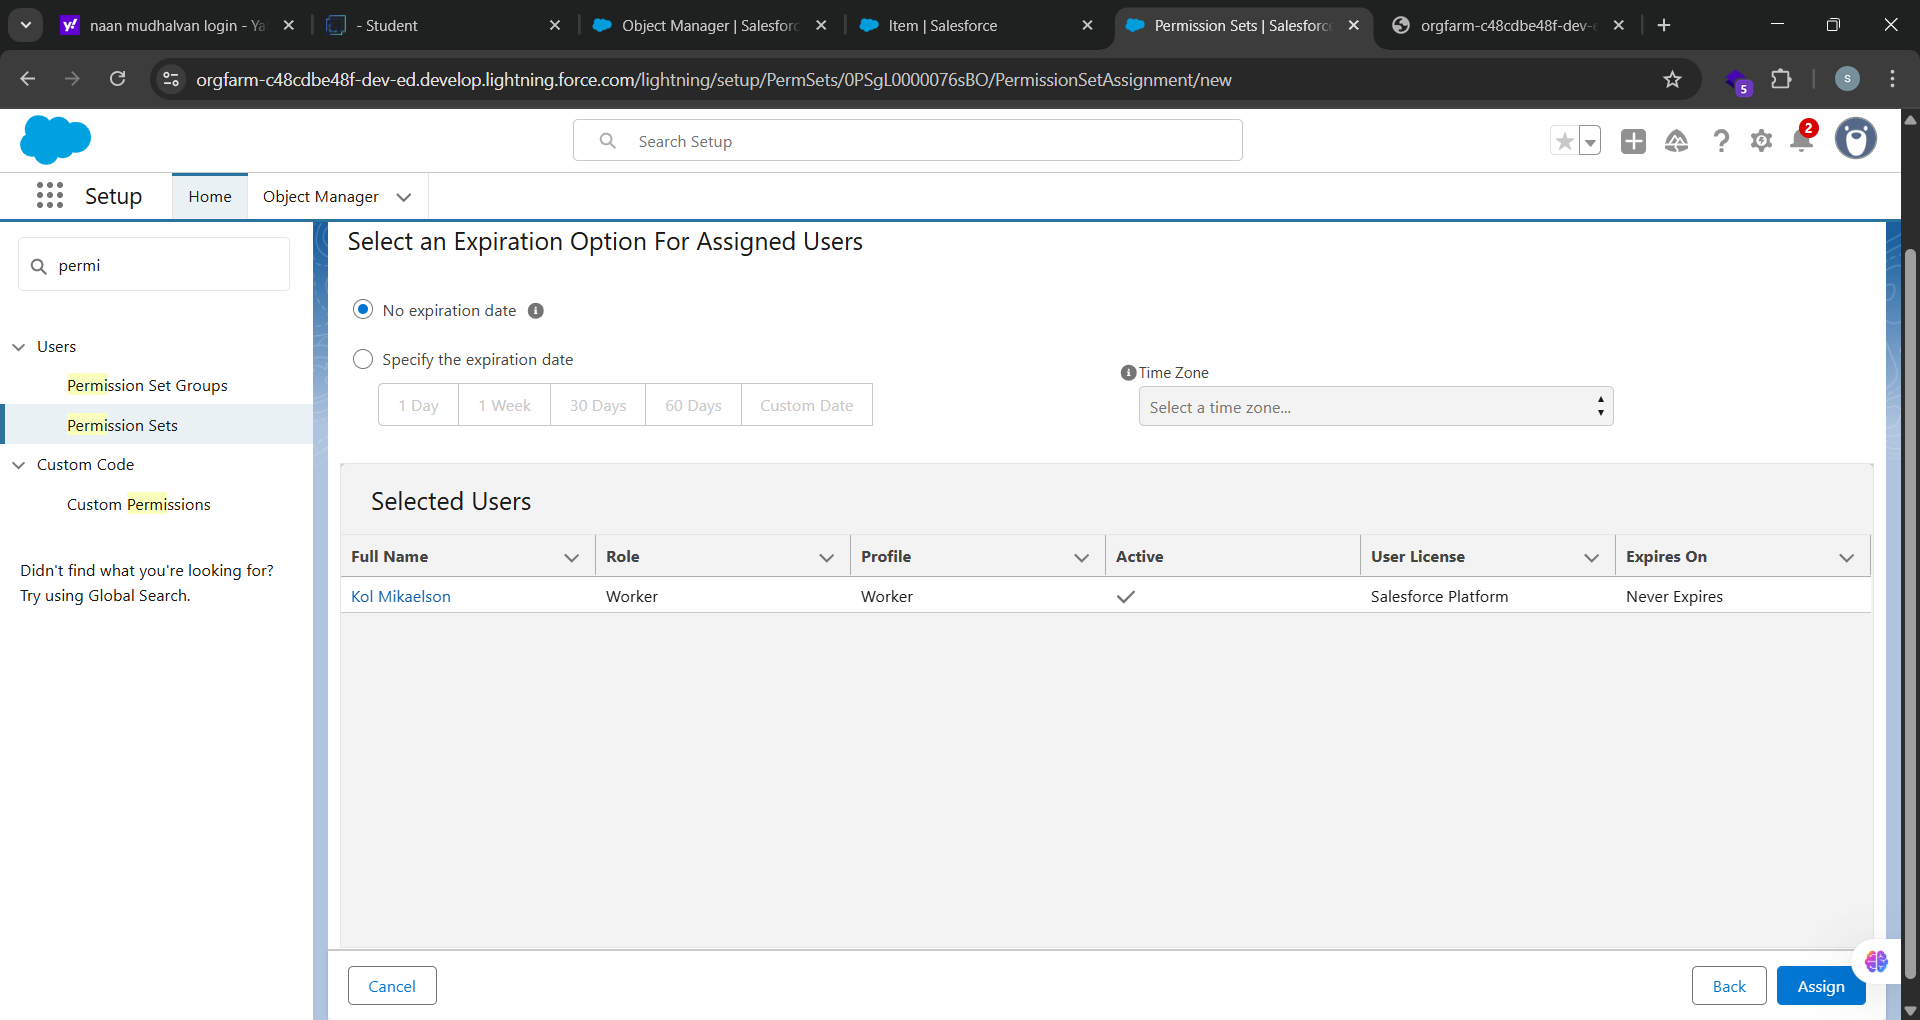 naan mudhalvan login - Ya
- Student
Object Manager | Salesforc
Item | Salesforce
Permission Sets | Salesforce
orgfarm-c48cdbe48f-dev-e
orgfarm-c48cdbe48f-dev-ed.develop.lightning.force.com/lightning/setup/PermSets/0PSgL0000076sBO/PermissionSetAssignment/new
5
S
Search Setup
2
Setup
Home
Object Manager
permi
Users
Permission Set Groups
Permission Sets
Custom Code
Custom Permissions
Didn't find what you're looking for?
Try using Global Search.
Select an Expiration Option For Assigned Users
No expiration date
Specify the expiration date
1 Day
1 Week
30 Days
60 Days
Custom Date
Time Zone
Select a time zone...
Selected Users
Full Name
Role
Profile
Active
User License
Expires On
Kol Mikaelson
Worker
Worker
Salesforce Platform
Never Expires
Cancel
Back
Assign